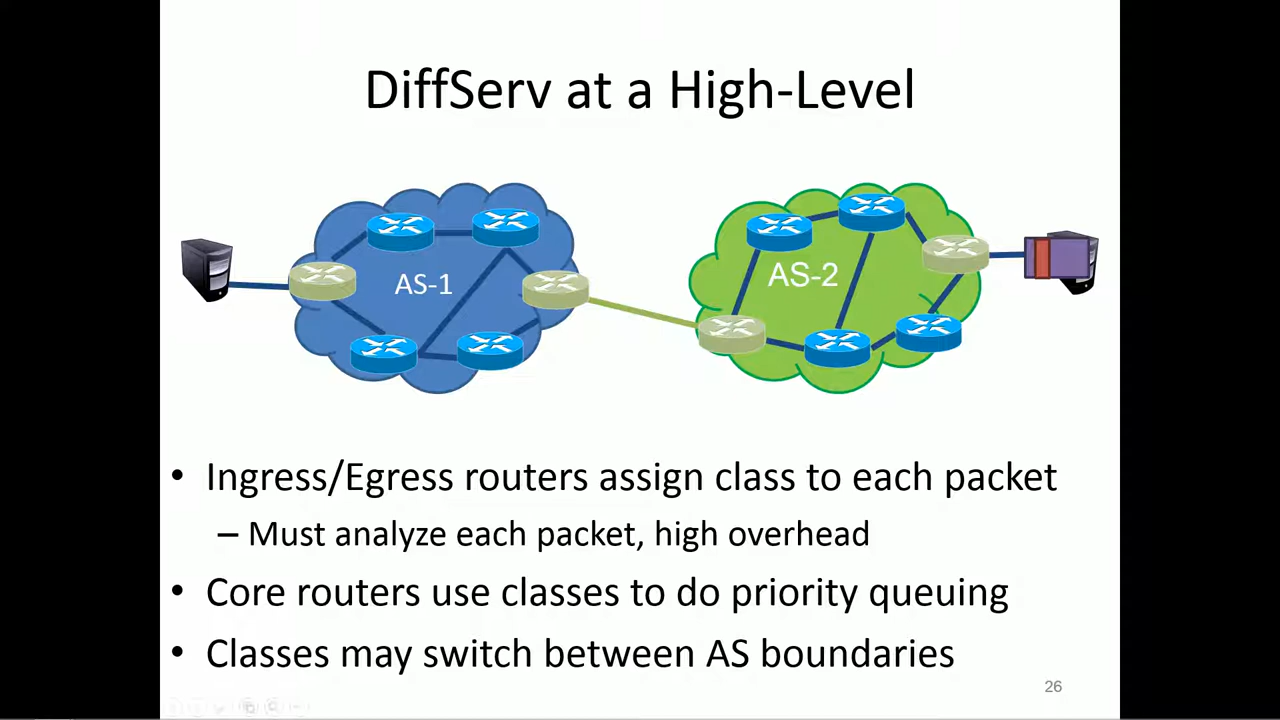 DiffServ at a High-Level
AS-1
AS-2
• Ingress/Egress routers assign class to each packet
– Must analyze each packet, high overhead
• Core routers use classes to do priority queuing
• Classes may switch between AS boundaries
26